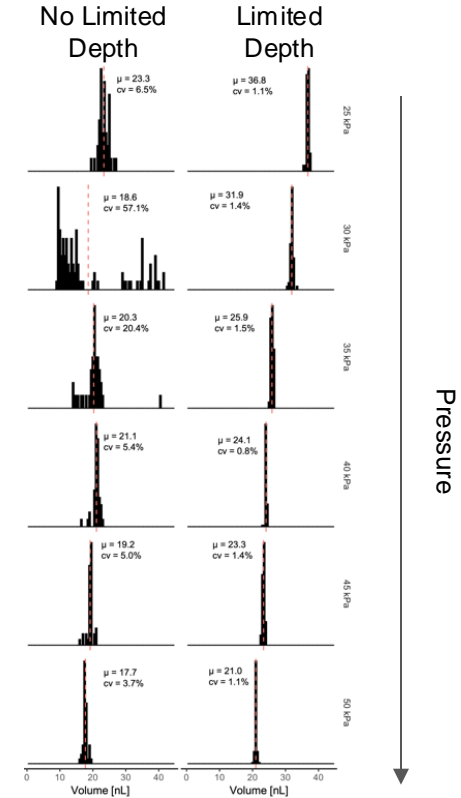 No Limited
Depth
Limited
Depth
μ = 23.3
cv = 6.5%
μ = 36.8
cv = 1.1%
25 kPa
μ = 18.6
cv = 57.1%
μ = 31.9
cv = 1.4%
30 kPa
μ = 20.3
cv = 20.4%
μ = 25.9
cv = 1.5%
35 kPa
μ = 21.1
cv = 5.4%
μ = 24.1
cv = 0.8%
40 kPa
μ = 19.2
cv = 5.0%
μ = 23.3
cv = 1.4%
45 kPa
μ = 17.7
cv = 3.7%
μ = 21.0
cv = 1.1%
50 kPa
Pressure
0 10 20 30 40 0 10 20 30 40
Volume [nL] Volume [nL]